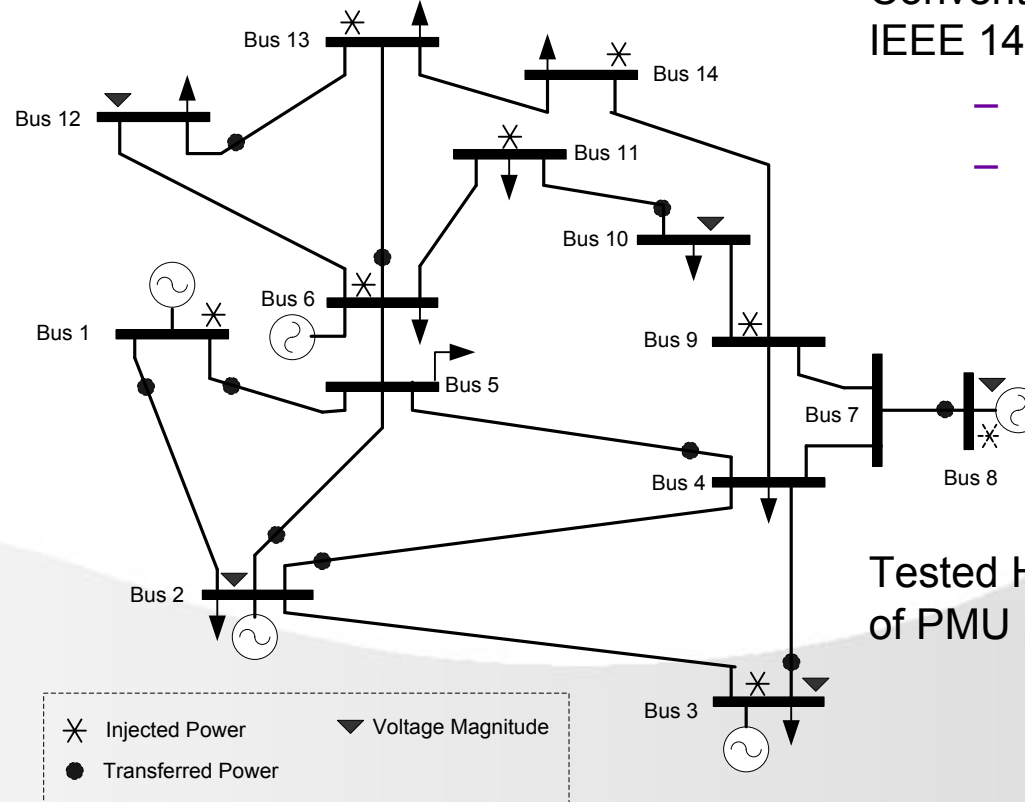 Convent
IEEE 14
–
–
Bus 13
Bus 14
Bus 12
Bus 11
Bus 10
Bus 6
Bus 1
Bus 9
Bus 5
Bus 7
Bus 4
Bus 8
Bus 2
Tested H
of PMU
Bus 3
Injected Power
Voltage Magnitude
Transferred Power